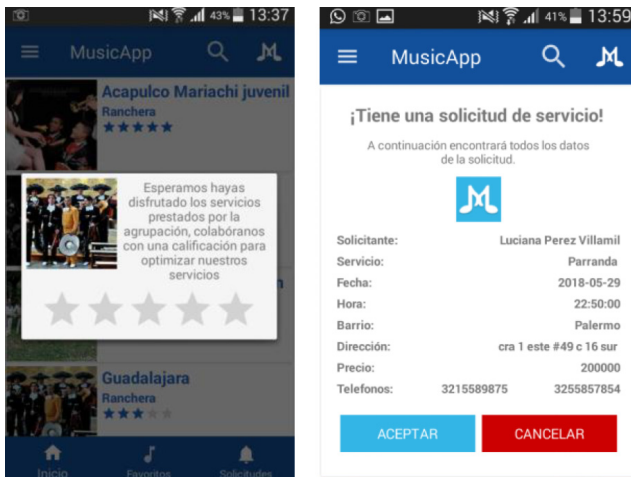 43% 13:37
MusicApp
Acapulco Mariachi juvenil
Ranchera
Esperamos hayas
disfrutado los servicios
prestados por la
agrupación, colabóranos
con una calificación para
optimizar nuestros
servicios
Guadalajara
Ranchera
Inicio
Favoritos
Solicitudes
41% 13:59
MusicApp
¡Tiene una solicitud de servicio!
A continuación encontrará todos los datos
de la solicitud.
Solicitante: Luciana Perez Villamil
Servicio: Parranda
Fecha: 2018-05-29
Hora: 22:50:00
Barrio: Palermo
Dirección: cra 1 este #49 c 16 sur
Precio: 200000
Telefonos: 3215589875 3255857854
ACEPTAR CANCELAR